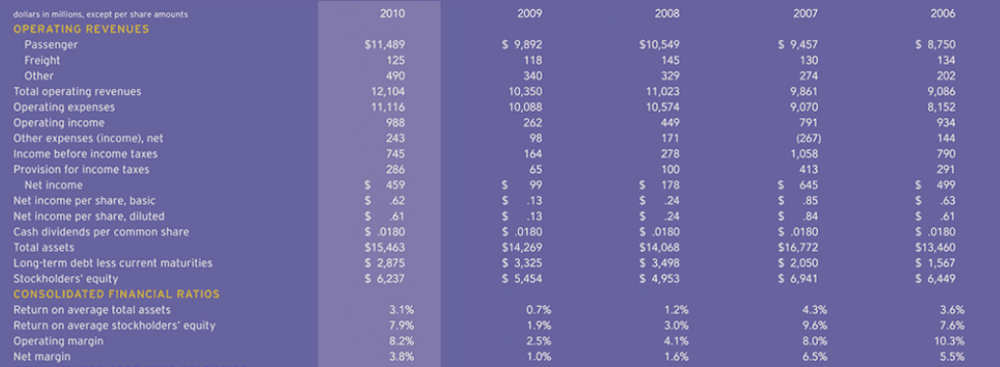 dollars in millions, except per share amounts 2010 2009 2008 2007 2006
OPERATING REVENUES
Passenger $11,489 $ 9,892 $10,549 $ 9,457 $ 8,750
Freight 125 118 145 130 134
Other 490 340 329 274 202
Total operating revenues 12,104 10,350 11,023 9,861 9,086
Operating expenses 11,116 10,088 10,574 9,070 8,152
Operating income 988 262 449 791 934
Other expenses (income), net 243 98 171 (267) 144
Income before income taxes 745 164 278 1,058 790
Provision for income taxes 286 65 100 413 291
Net income $ 459 $ 99 $ 178 $ 645 $ 499
Net income per share, basic $ .62 $ .13 $ .24 $ .85 $ .63
Net income per share, diluted $ .61 $ .13 $ .24 $ .84 $ .61
Cash dividends per common share $ .0180 $ .0180 $ .0180 $ .0180 $ .0180
Total assets $15,463 $14,269 $14,068 $16,772 $13,460
Long-term debt less current maturities $ 2,875 $ 3,325 $ 3,498 $ 2,050 $ 1,567
Stockholders' equity $ 6,237 $ 5,454 $ 4,953 $ 6,941 $ 6,449
CONSOLIDATED FINANCIAL RATIOS
Return on average total assets 3.1% 0.7% 1.2% 4.3% 3.6%
Return on average stockholders' equity 7.9% 1.9% 3.0% 9.6% 7.6%
Operating margin 8.2% 2.5% 4.1% 8.0% 10.3%
Net margin 3.8% 1.0% 1.6% 6.5% 5.5%